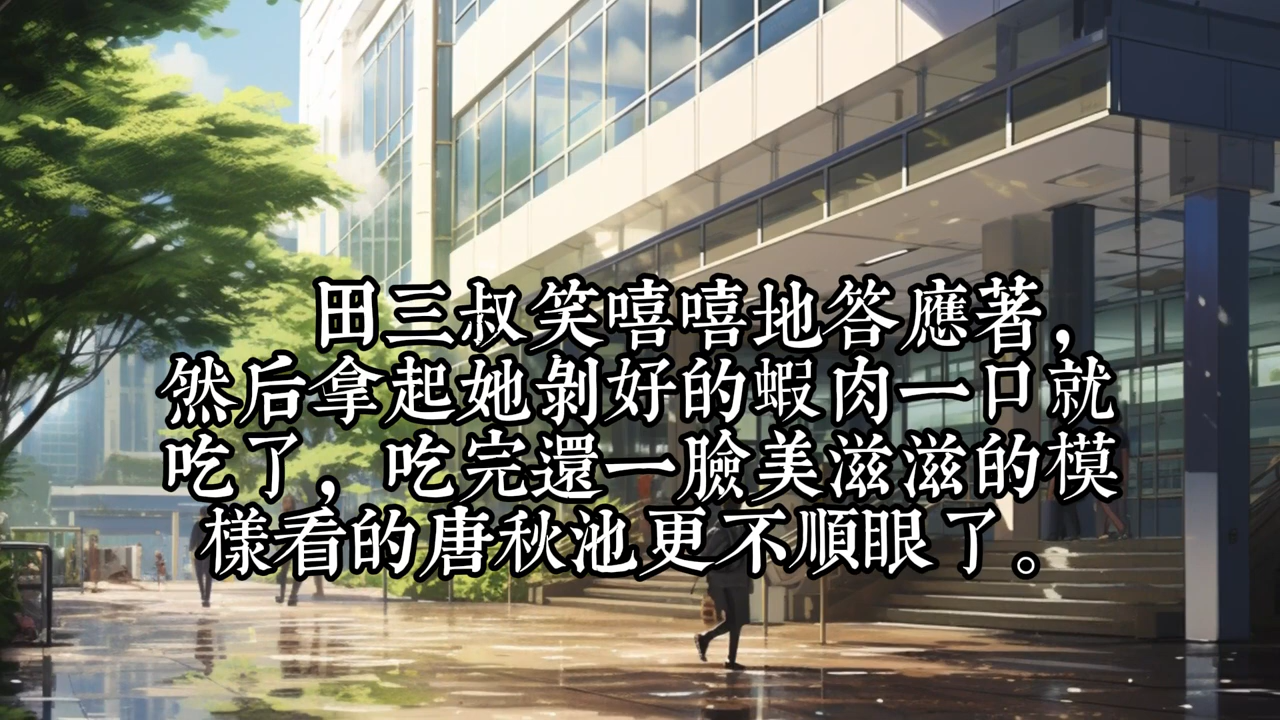 田三叔笑嘻嘻地答應著，
然后拿起她剝好的蝦肉一口就
吃了，吃完還一臉美滋滋的模
樣看的唐秋池更不順眼了。